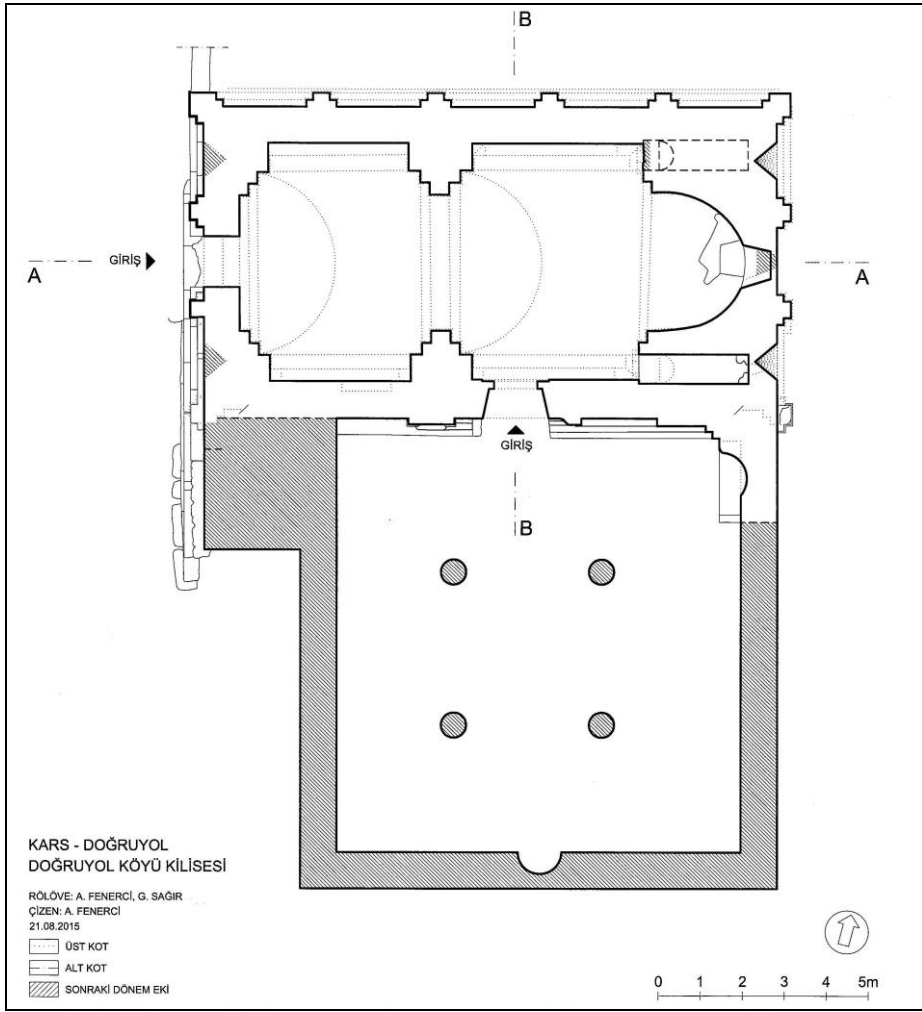 B
GİRİŞ
A
A
GİRİŞ
B
KARS - DOĞRUYOL
DOĞRUYOL KÖYÜ KİLİSESİ
RÖLÖVE: A. FENERCİ, G. SAĞIR
ÇİZEN: A. FENERCİ
21.08.2015
ÜST KOT
ALT KOT
SONRAKİ DÖNEM EKİ
0 1 2 3 4 5m